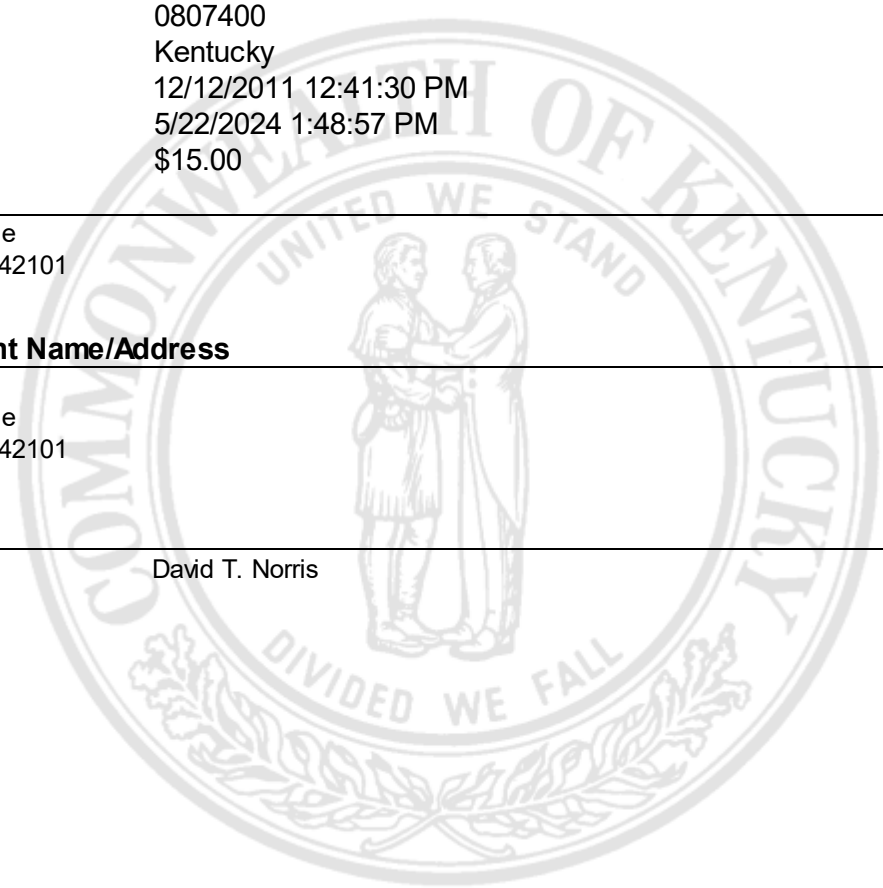 0807400
Kentucky
12/12/2011 12:41:30 PM
5/22/2024 1:48:57 PM
$15.00
e
42101
nt Name/Address
e
42101
David T. Norris
COMMONWEALTH OF KENTUCKY
UNITED WE STAND
DIVIDED WE FALL